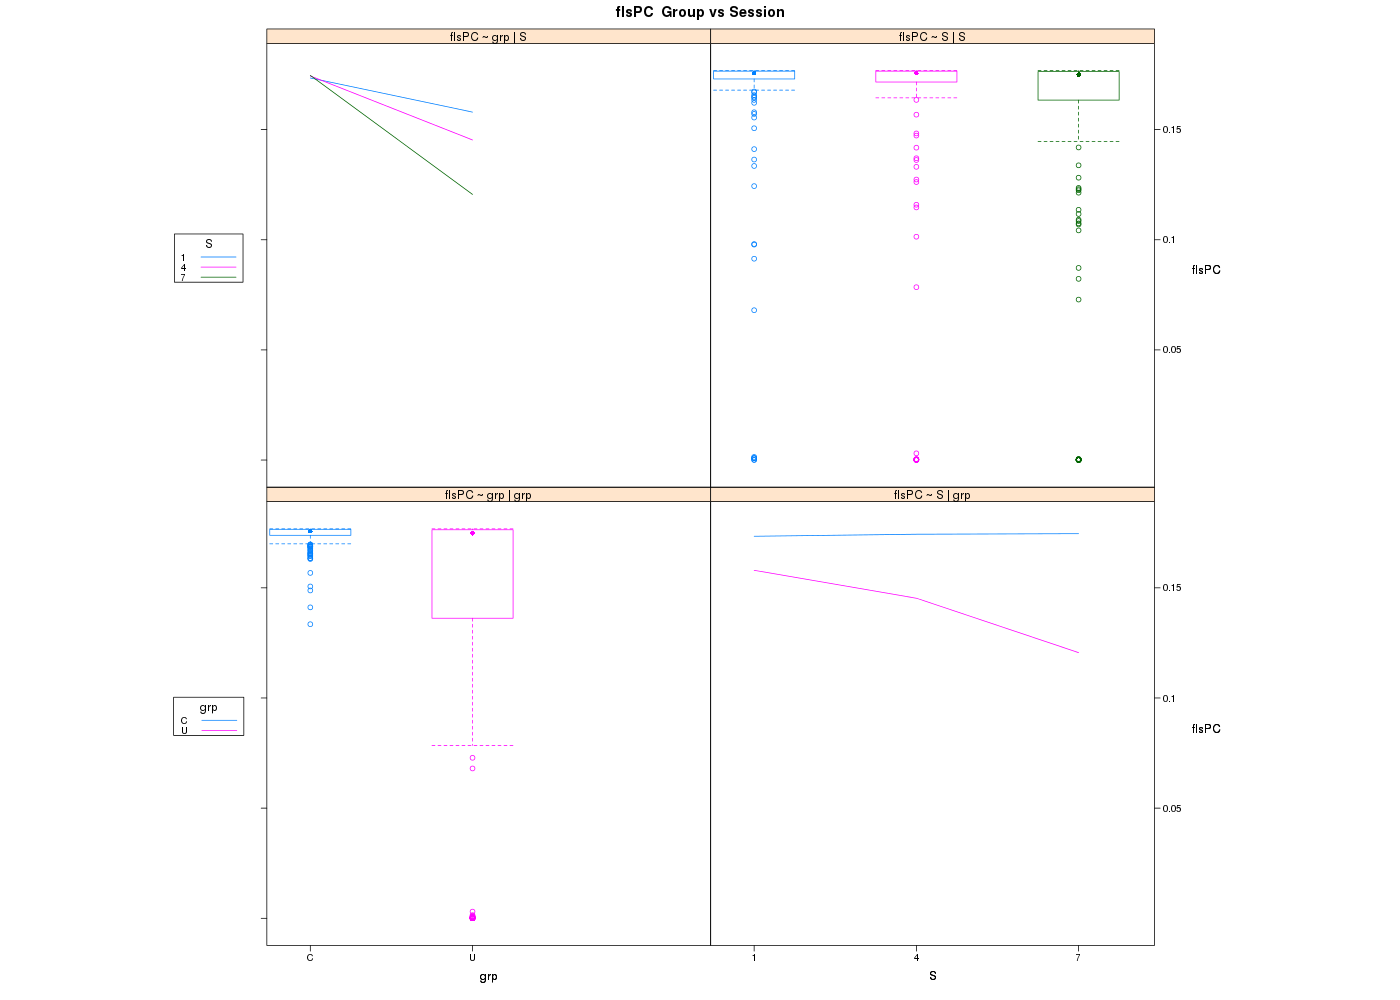 flsPC  Group vs Session
flsPC ~ grp | S
flsPC ~ S | S
0.15
0.1
0.05
flsPC
S
1
4
7
flsPC ~ grp | grp
flsPC ~ S | grp
0.15
0.1
0.05
flsPC
grp
C
U
C
U
1
4
7
grp
S